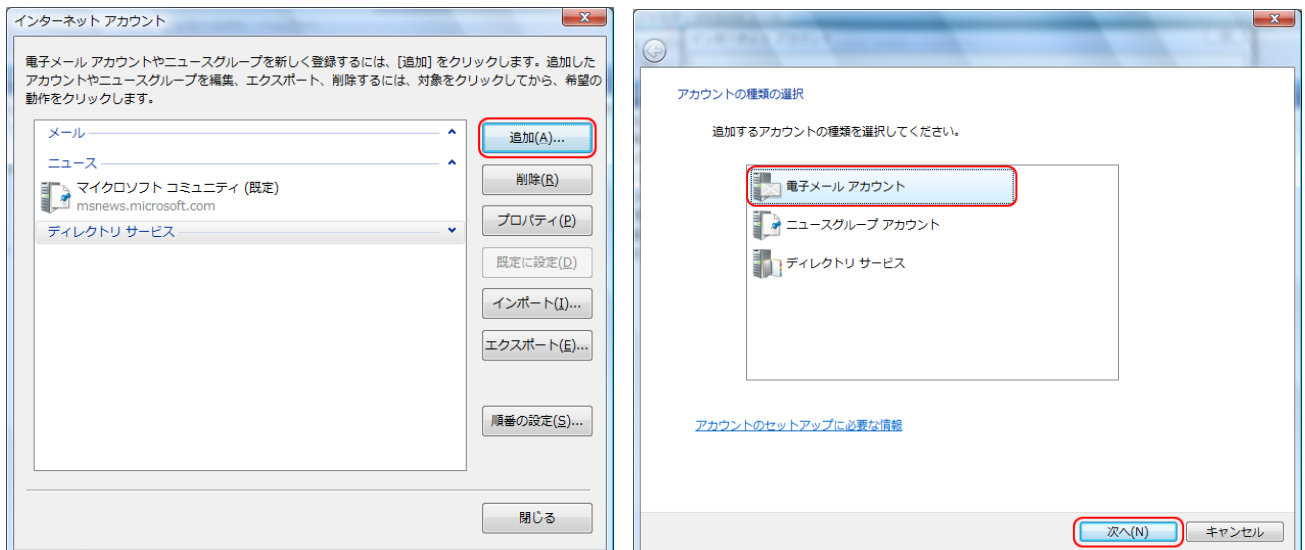 インターネット アカウント
電子メール アカウントやニュースグループを新しく登録するには、[追加] をクリックします。追加した
アカウントやニュースグループを編集、エクスポート、削除するには、対象をクリックしてから、希望の
動作をクリックします。
メール
ニュース
マイクロソフト コミュニティ (既定)
msnews.microsoft.com
ディレクトリ サービス
追加(A)...
削除(R)
プロパティ(P)
既定に設定(D)
インポート(I)...
エクスポート(E)...
順番の設定(S)...
閉じる
アカウントの種類の選択
追加するアカウントの種類を選択してください。
電子メール アカウント
ニュースグループ アカウント
ディレクトリ サービス
アカウントのセットアップに必要な情報
次へ(N)
キャンセル